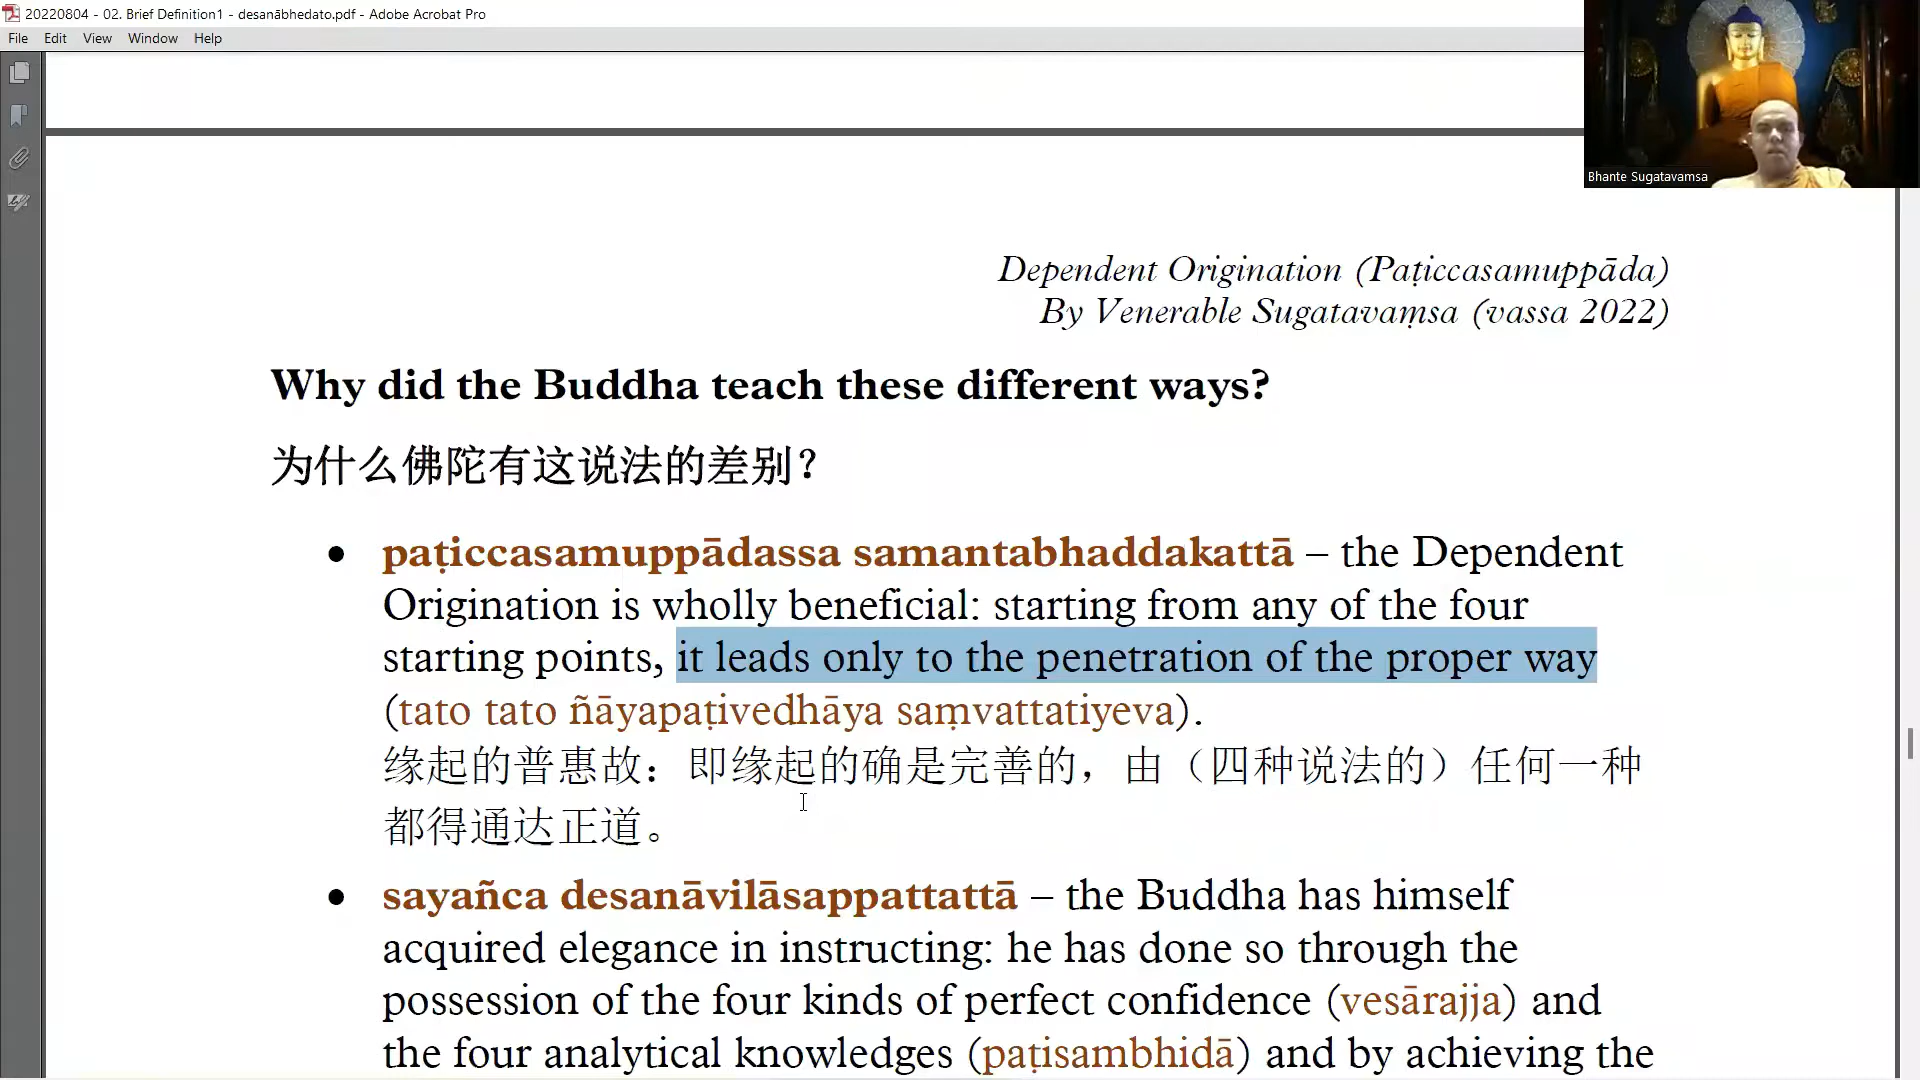 20220804 - 02. Brief Definition1 - desanābhedato.pdf - Adobe Acrobat Pro
File Edit View Window Help
Bhante Sugatavamsa
Dependent Origination (Paṭiccasamuppāda)
By Venerable Sugatavaṃsa (vassa 2022)
Why did the Buddha teach these different ways?
为什么佛陀有这说法的差别？
• paṭiccasamuppādassa samantabhaddakattā – the Dependent
Origination is wholly beneficial: starting from any of the four
starting points, it leads only to the penetration of the proper way
(tato tato ñāyapaṭivedhāya saṃvattatiyeva).
缘起的普惠故：即缘起的确是完善的，由（四种说法的）任何一种
都得通达正道。
• sayañca desanāvilāsappattattā – the Buddha has himself
acquired elegance in instructing: he has done so through the
possession of the four kinds of perfect confidence (vesārajja) and
the four analytical knowledges (paṭisambhidā) and by achieving the